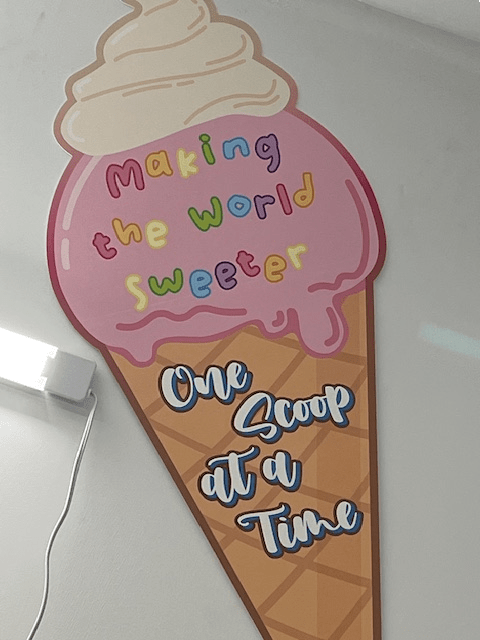 Making
the world
sweeter
One
Scoop
at a
Time